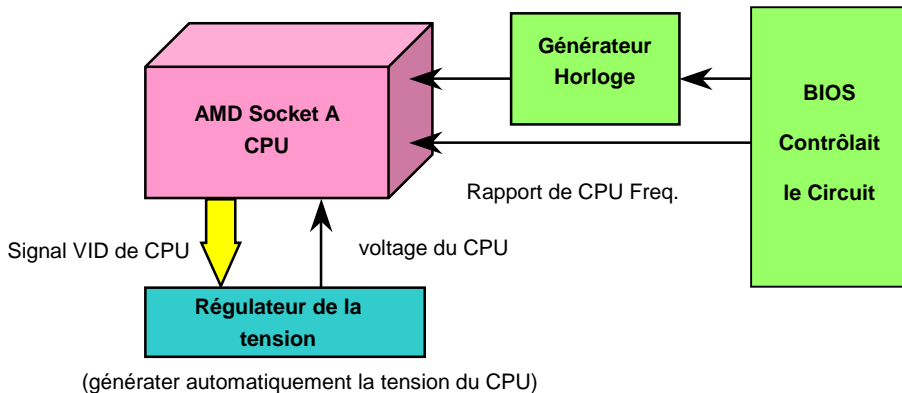 Générateur
Horloge
BIOS
Contrôlait
le Circuit
AMD Socket A
CPU
Rapport de CPU Freq.
Signal VID de CPU
voltage du CPU
Régulateur de la
tension
(générater automatiquement la tension du CPU)